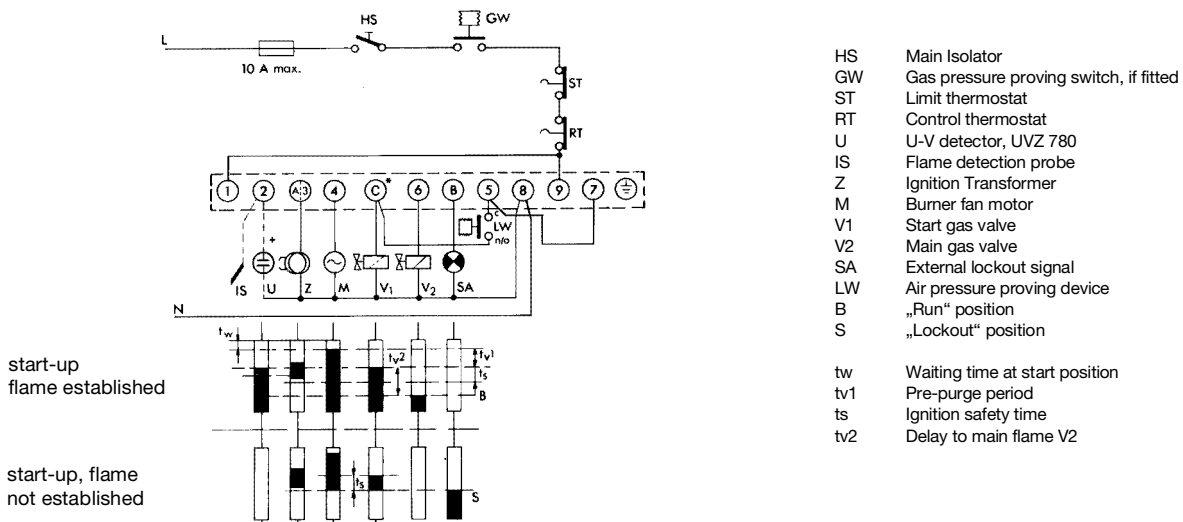 HS
GW
L
10 A max.
ST
RT
1 2 A/3 4 C* 6 B 5 8 9 7
c
LW
n/o
+
IS U Z M V1 V2 SA
N
tw
tv2
tv1
ts
B
start-up
flame established
start-up, flame
not established
ts
S
HS Main Isolator
GW Gas pressure proving switch, if fitted
ST Limit thermostat
RT Control thermostat
U U-V detector, UVZ 780
IS Flame detection probe
Z Ignition Transformer
M Burner fan motor
V1 Start gas valve
V2 Main gas valve
SA External lockout signal
LW Air pressure proving device
B „Run“ position
S „Lockout“ position
tw Waiting time at start position
tv1 Pre-purge period
ts Ignition safety time
tv2 Delay to main flame V2